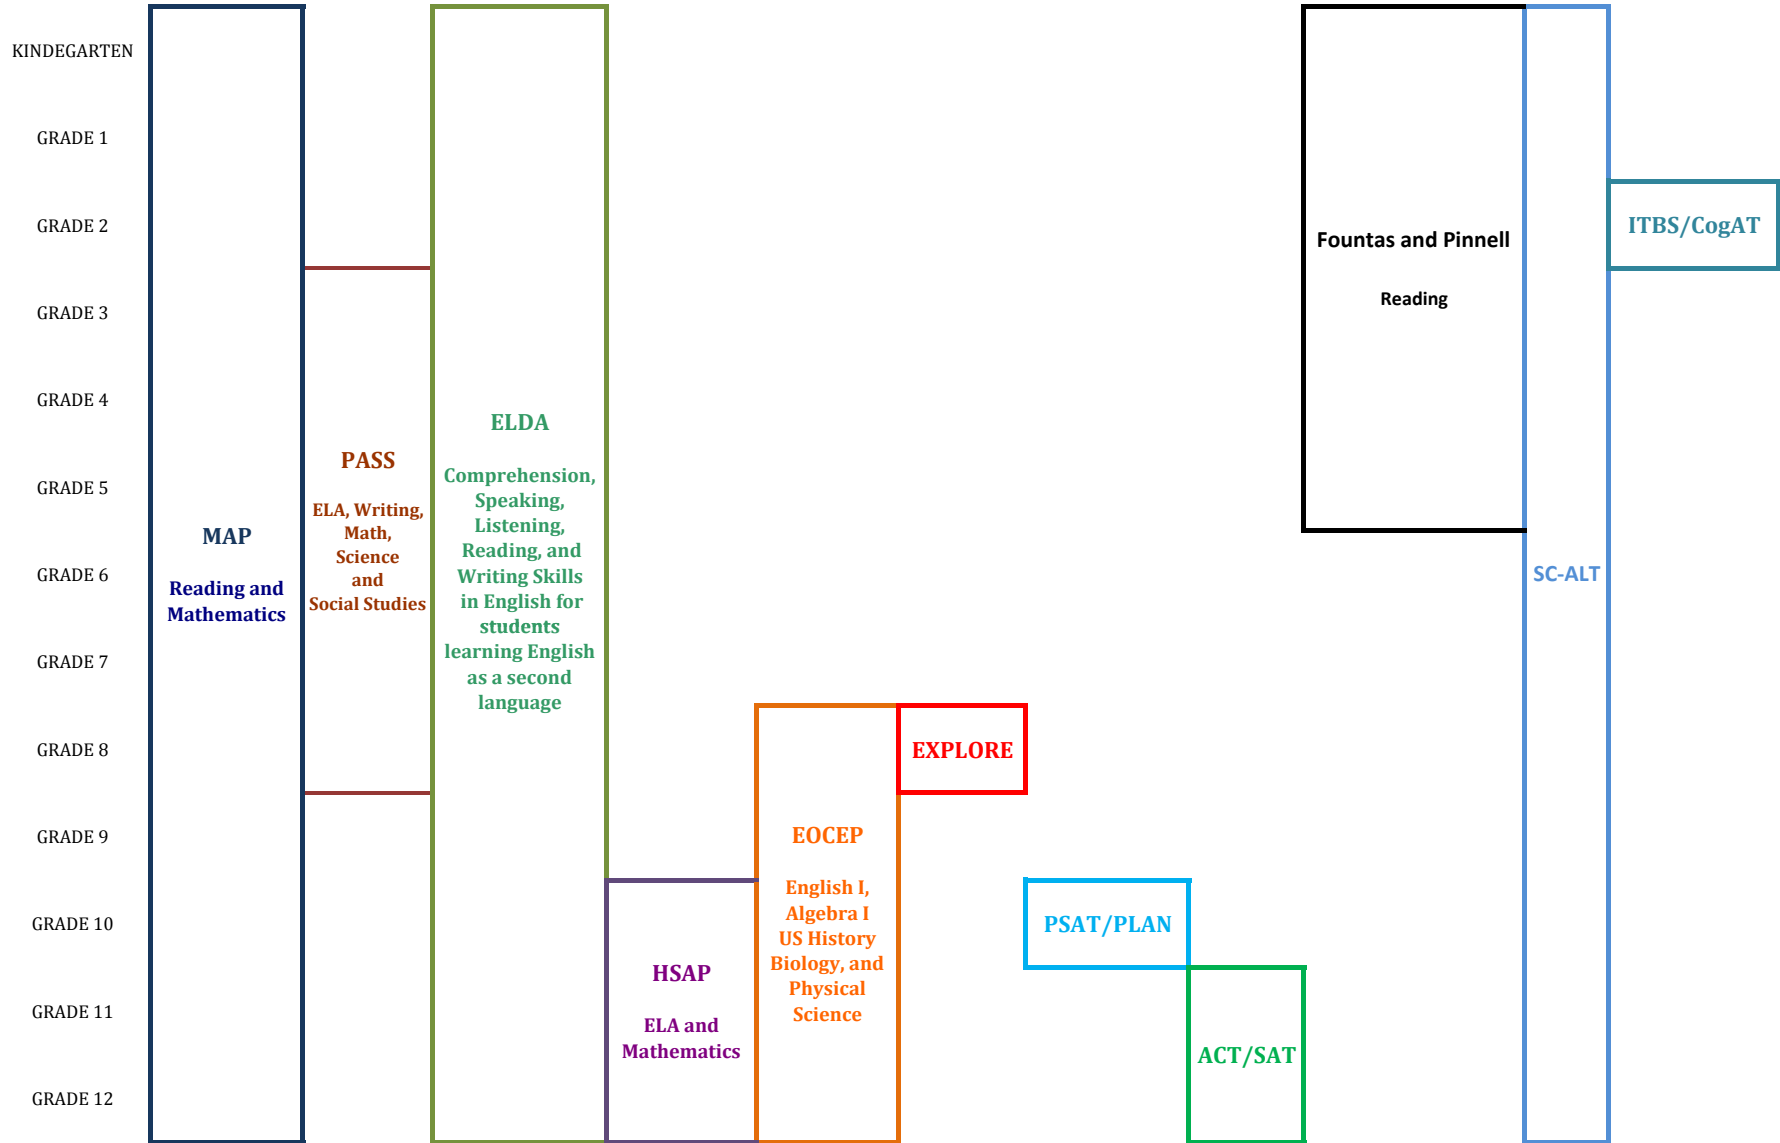 KINDEGARTEN
GRADE 1
GRADE 2
GRADE 3
GRADE 4
GRADE 5
GRADE 6
GRADE 7
GRADE 8
GRADE 9
GRADE 10
GRADE 11
GRADE 12
MAP
Reading and
Mathematics
PASS
ELA, Writing,
Math,
Science
and
Social Studies
ELDA
Comprehension,
Speaking,
Listening,
Reading, and
Writing Skills
in English for
students
learning English
as a second
language
HSAP
ELA and
Mathematics
EOCEP
English I,
Algebra I
US History
Biology, and
Physical
Science
EXPLORE
PSAT/PLAN
ACT/SAT
Fountas and Pinnell
Reading
SC-ALT
ITBS/CogAT